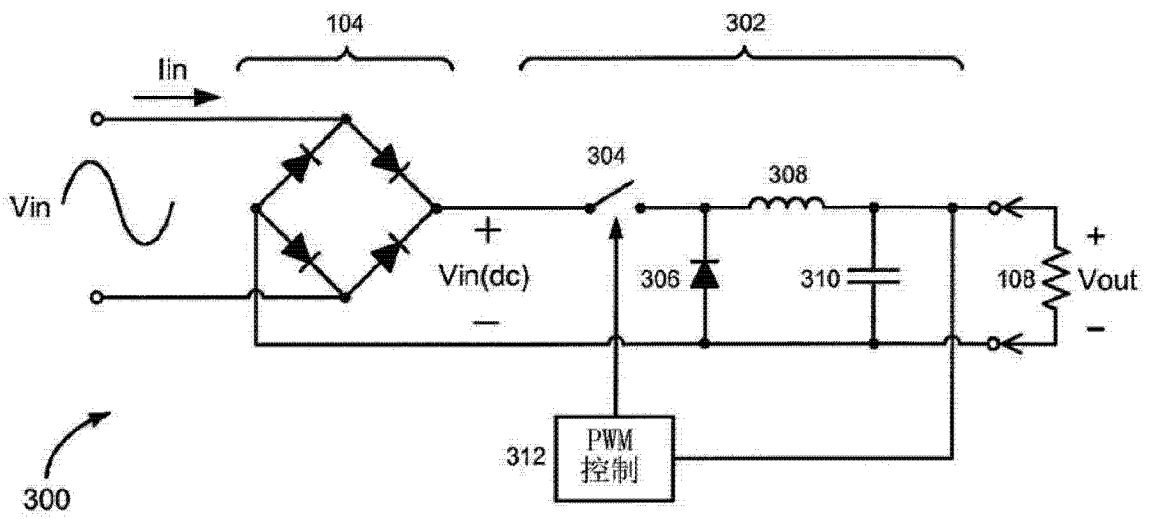 104
302
Iin
304
308
Vin
+
Vin(dc)
−
306
310
108
+
Vout
−
312
PWM
控制
300